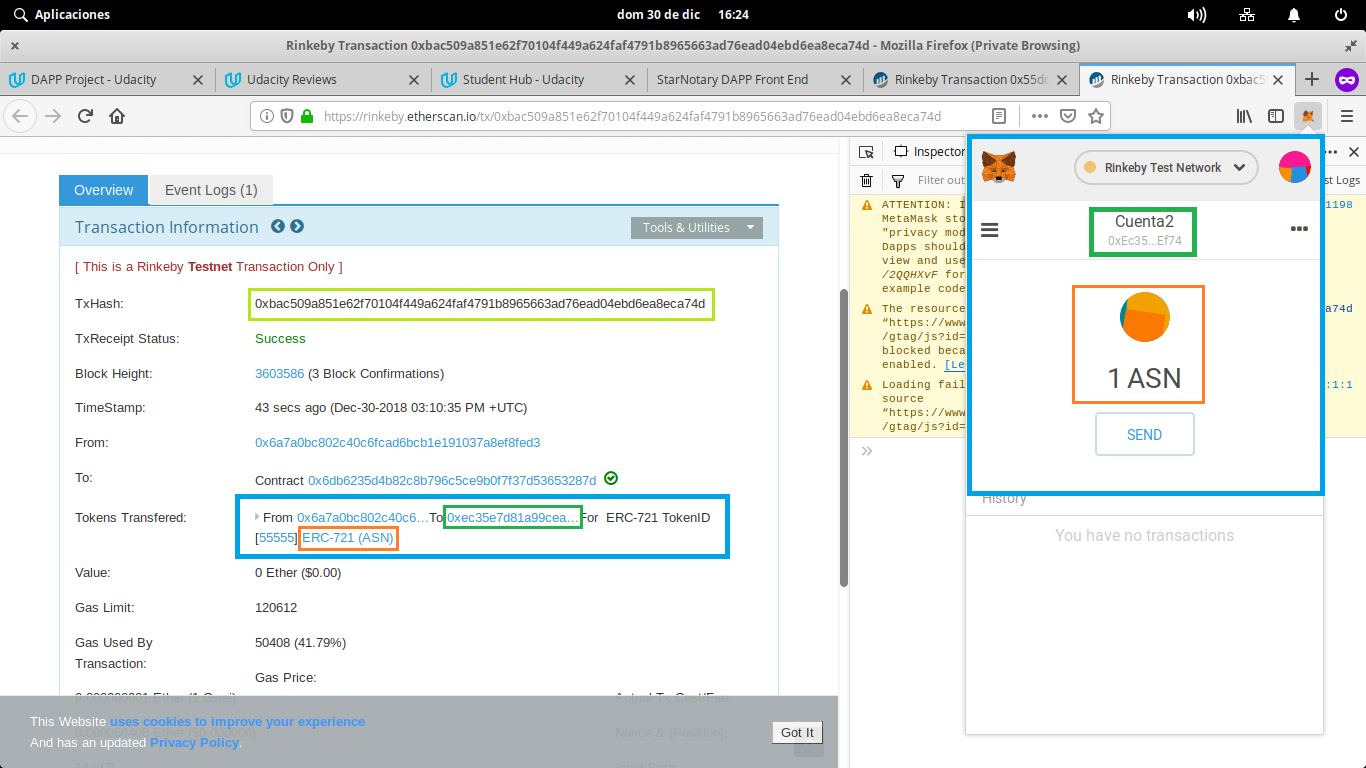 Aplicaciones
dom 30 de dic 16:24
Rinkeby Transaction 0xbac509a851e62f70104f449a624faf4791b8965663ad76ead04ebd6ea8eca74d - Mozilla Firefox (Private Browsing)
DAPP Project - Udacity
Udacity Reviews
Student Hub - Udacity
StarNotary DAPP Front End
Rinkeby Transaction 0x55dc
Rinkeby Transaction 0xbac5
https://rinkeby.etherscan.io/tx/0xbac509a851e62f70104f449a624faf4791b8965663ad76ead04ebd6ea8eca74d
Overview
Event Logs (1)
Transaction Information
Tools & Utilities
[ This is a Rinkeby Testnet Transaction Only ]
TxHash: 0xbac509a851e62f70104f449a624faf4791b8965663ad76ead04ebd6ea8eca74d
TxReceipt Status: Success
Block Height: 3603586 (3 Block Confirmations)
TimeStamp: 43 secs ago (Dec-30-2018 03:10:35 PM +UTC)
From: 0x6a7a0bc802c40c6fcad6bcb1e191037a8ef8fed3
To: Contract 0x6db6235d4b82c8b796c5ce9b0f7f37d53653287d
Tokens Transfered: From 0x6a7a0bc802c40c6... To 0xec35e7d81a99cea... For ERC-721 TokenID
[55555] ERC-721 (ASN)
Value: 0 Ether ($0.00)
Gas Limit: 120612
Gas Used By 50408 (41.79%)
Transaction:
Gas Price:
This Website uses cookies to improve your experience
And has an updated Privacy Policy.
Got It
Inspector
Filter out
st Logs
ATTENTION: I
1198
MetaMask sto
"privacy mod
Dapps should
view and use
/2QQHXvF for
example code
The resource
a74d
“https://www
/gtag/js?id=
blocked beca
enabled. [Le
Loading fail
:1:1
source
“https://www
/gtag/js?id=
Rinkeby Test Network
Cuenta2
0xEc35...Ef74
1 ASN
SEND
History
You have no transactions